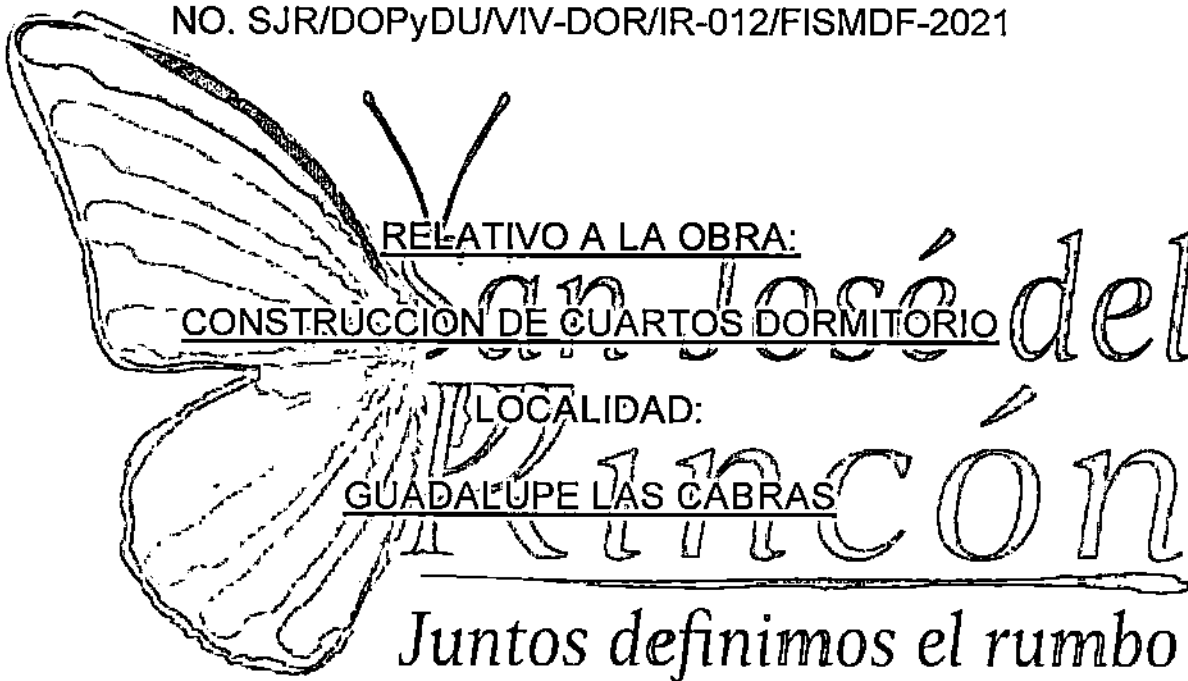 NO. SJR/DOPyDU/VIV-DOR/IR-012/FISMDF-2021
RELATIVO A LA OBRA:
San José del
CONSTRUCCION DE CUARTOS DORMITORIO
LOCALIDAD:
Rincón
GUADALUPE LAS CABRAS
Juntos definimos el rumbo